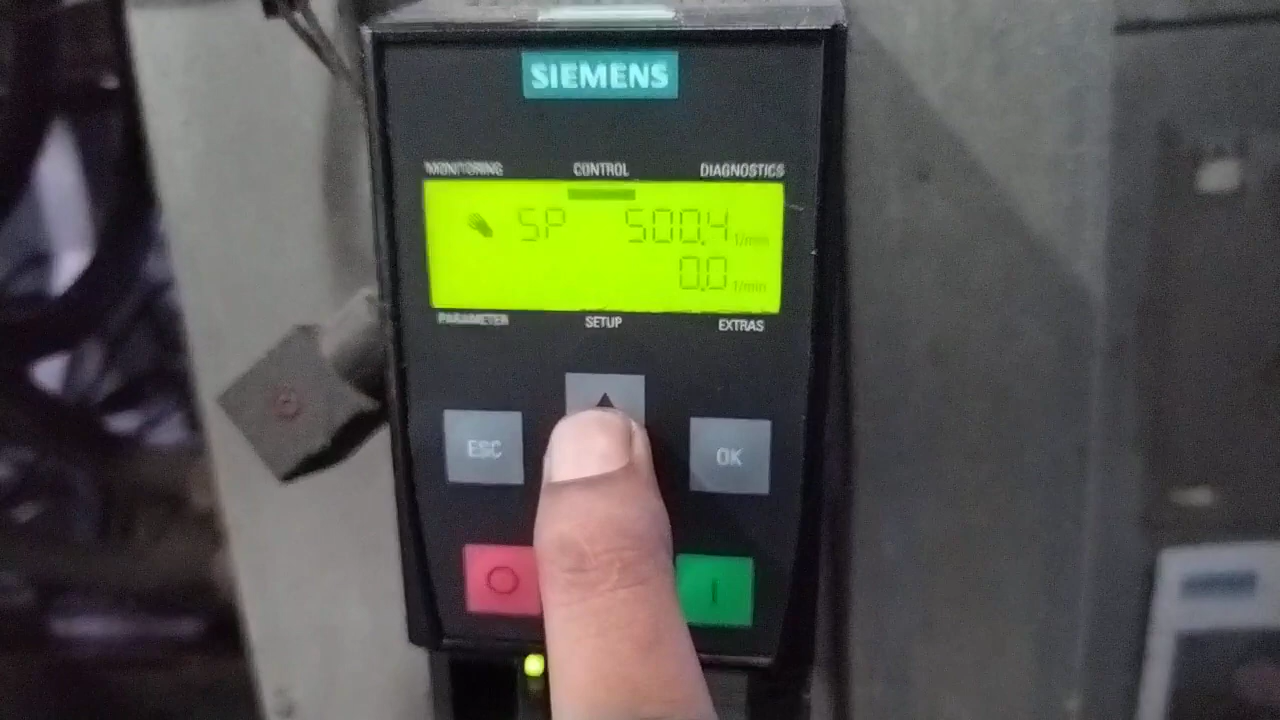 SIEMENS
MONITORING CONTROL DIAGNOSTICS
SP 500.4 1/min
0.0 1/min
PARAMETER SETUP EXTRAS
ESC OK